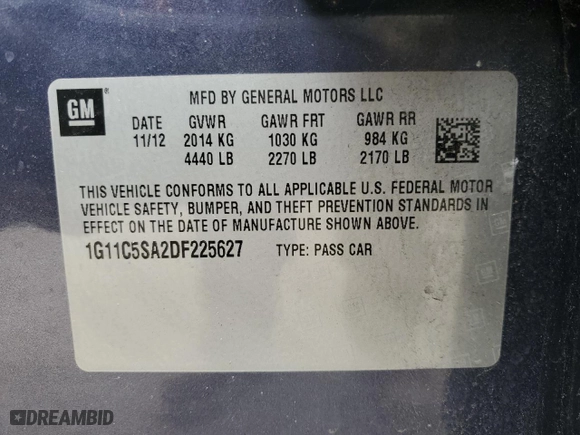 GM ®
MFD BY GENERAL MOTORS LLC
DATE GVWR GAWR FRT GAWR RR
11/12 2014 KG 1030 KG 984 KG
4440 LB 2270 LB 2170 LB
THIS VEHICLE CONFORMS TO ALL APPLICABLE U.S. FEDERAL MOTOR
VEHICLE SAFETY, BUMPER, AND THEFT PREVENTION STANDARDS IN
EFFECT ON THE DATE OF MANUFACTURE SHOWN ABOVE.
1G11C5SA2DF225627 TYPE: PASS CAR
DREAMBID